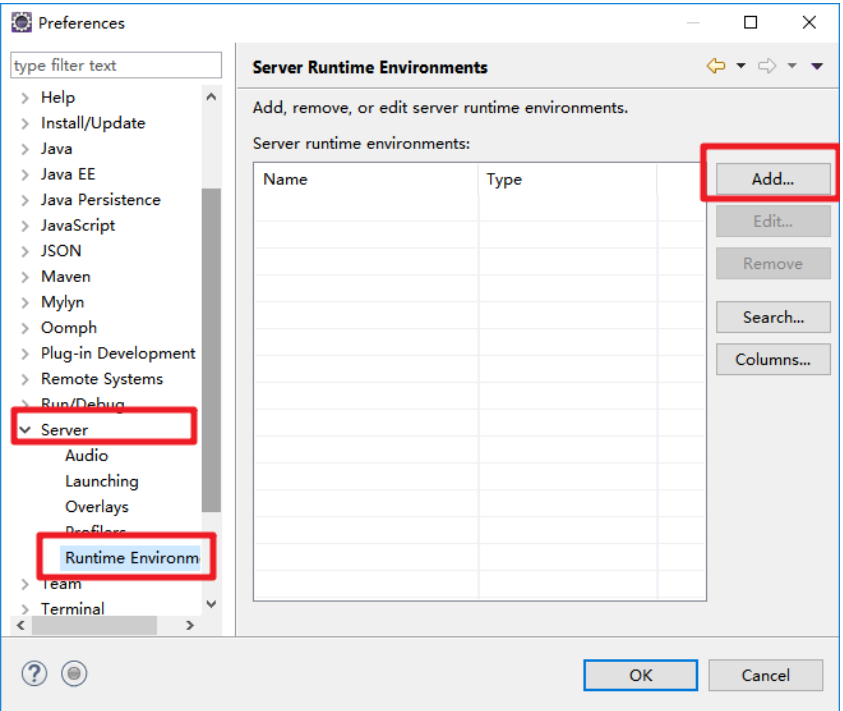 Preferences
type filter text
Help
Install/Update
Java
Java EE
Java Persistence
JavaScript
JSON
Maven
Mylyn
Oomph
Plug-in Development
Remote Systems
Run/Debug
Server
Audio
Launching
Overlays
Profilers
Runtime Environm
Team
Terminal
Server Runtime Environments
Add, remove, or edit server runtime environments.
Server runtime environments:
Name Type
Add...
Edit...
Remove
Search...
Columns...
OK Cancel